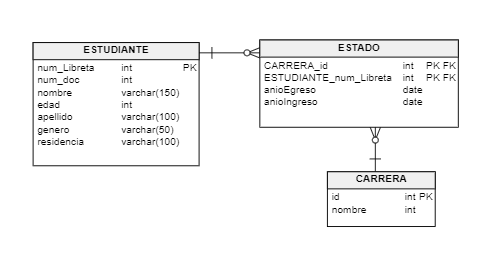 ESTUDIANTE
num_Libreta int PK
num_doc int
nombre varchar(150)
edad int
apellido varchar(100)
genero varchar(50)
residencia varchar(100)
ESTADO
CARRERA_id int PK FK
ESTUDIANTE_num_Libreta int PK FK
anioEgreso date
anioIngreso date
CARRERA
id int PK
nombre int